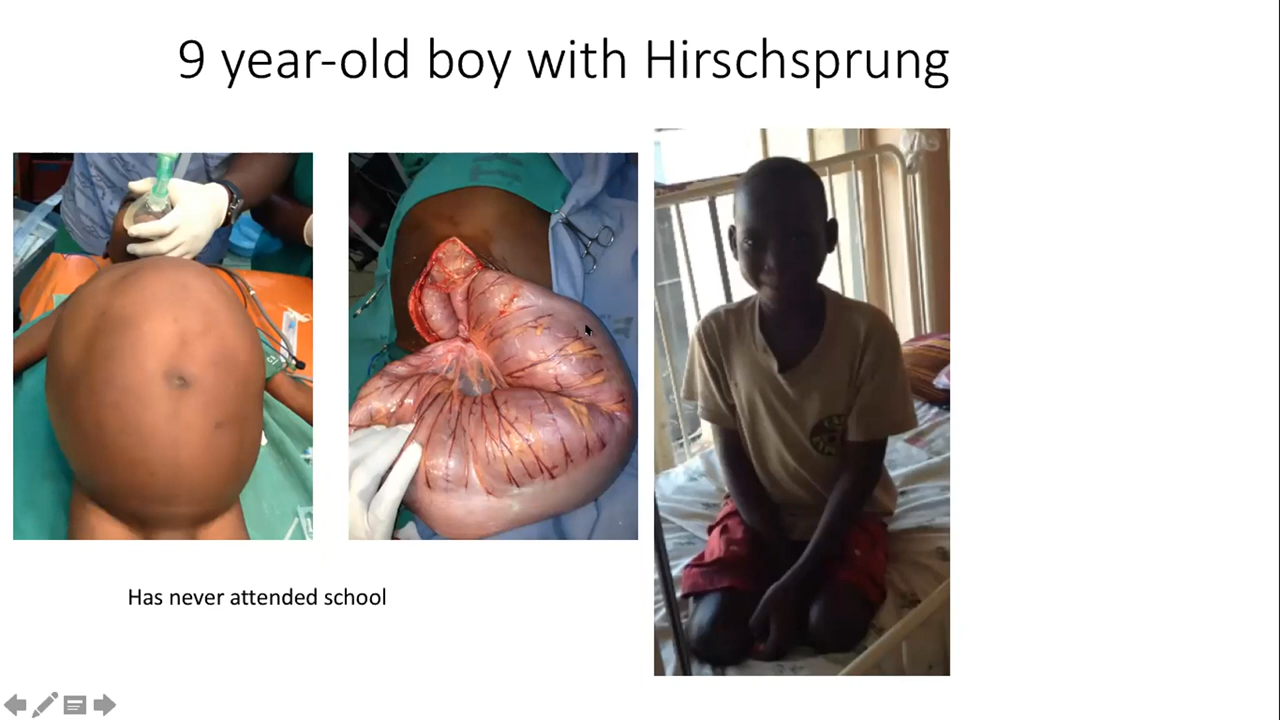 9 year-old boy with Hirschsprung
Has never attended school